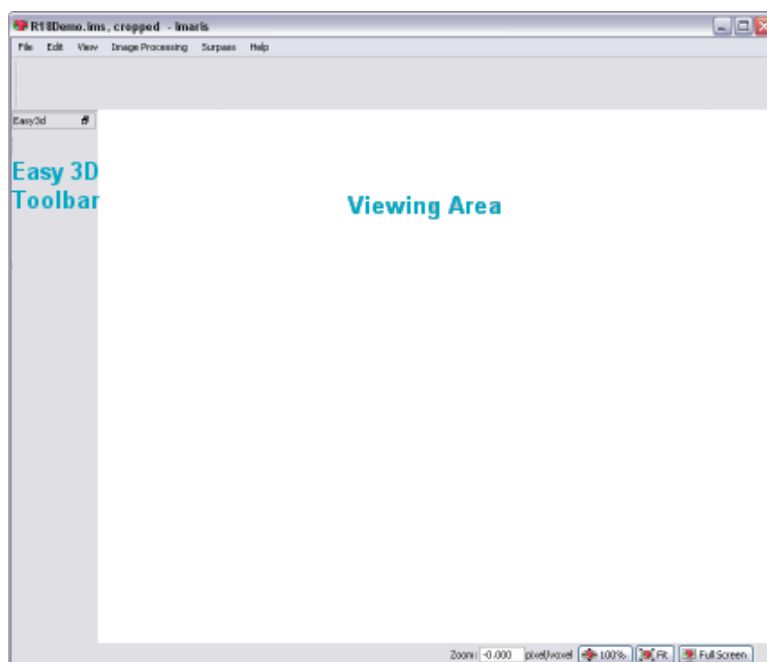 R18Demo.ims, cropped - Imaris
File Edit View Image Processing Surpass Help
Easy3d
Easy 3D
Toolbar
Viewing Area
Zoom: -0.000 pixel/voxel 100% Fit Full Screen